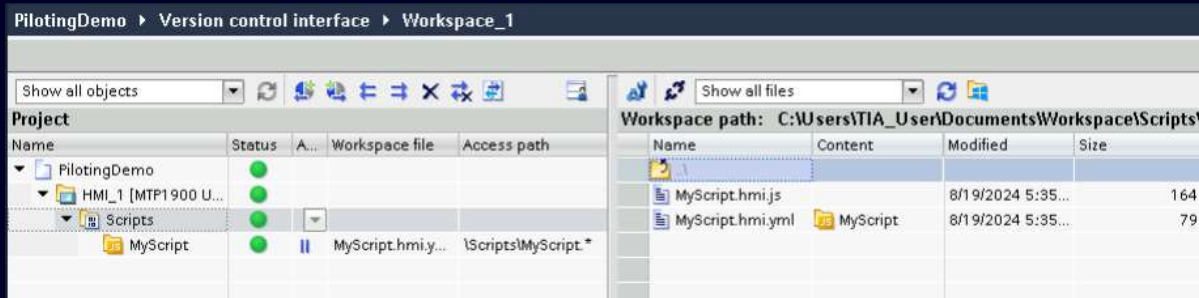 PilotingDemo ▸ Version control interface ▸ Workspace_1
Show all objects
Show all files
Project
Workspace path: C:\Users\TIA_User\Documents\Workspace\Scripts\
Name Status A... Workspace file Access path
Name Content Modified Size
PilotingDemo
..\
HMI_1 [MTP1900 U...
MyScript.hmi.js 8/19/2024 5:35... 164
Scripts
MyScript.hmi.yml MyScript 8/19/2024 5:35... 79
MyScript MyScript.hmi.y... \Scripts\MyScript.*